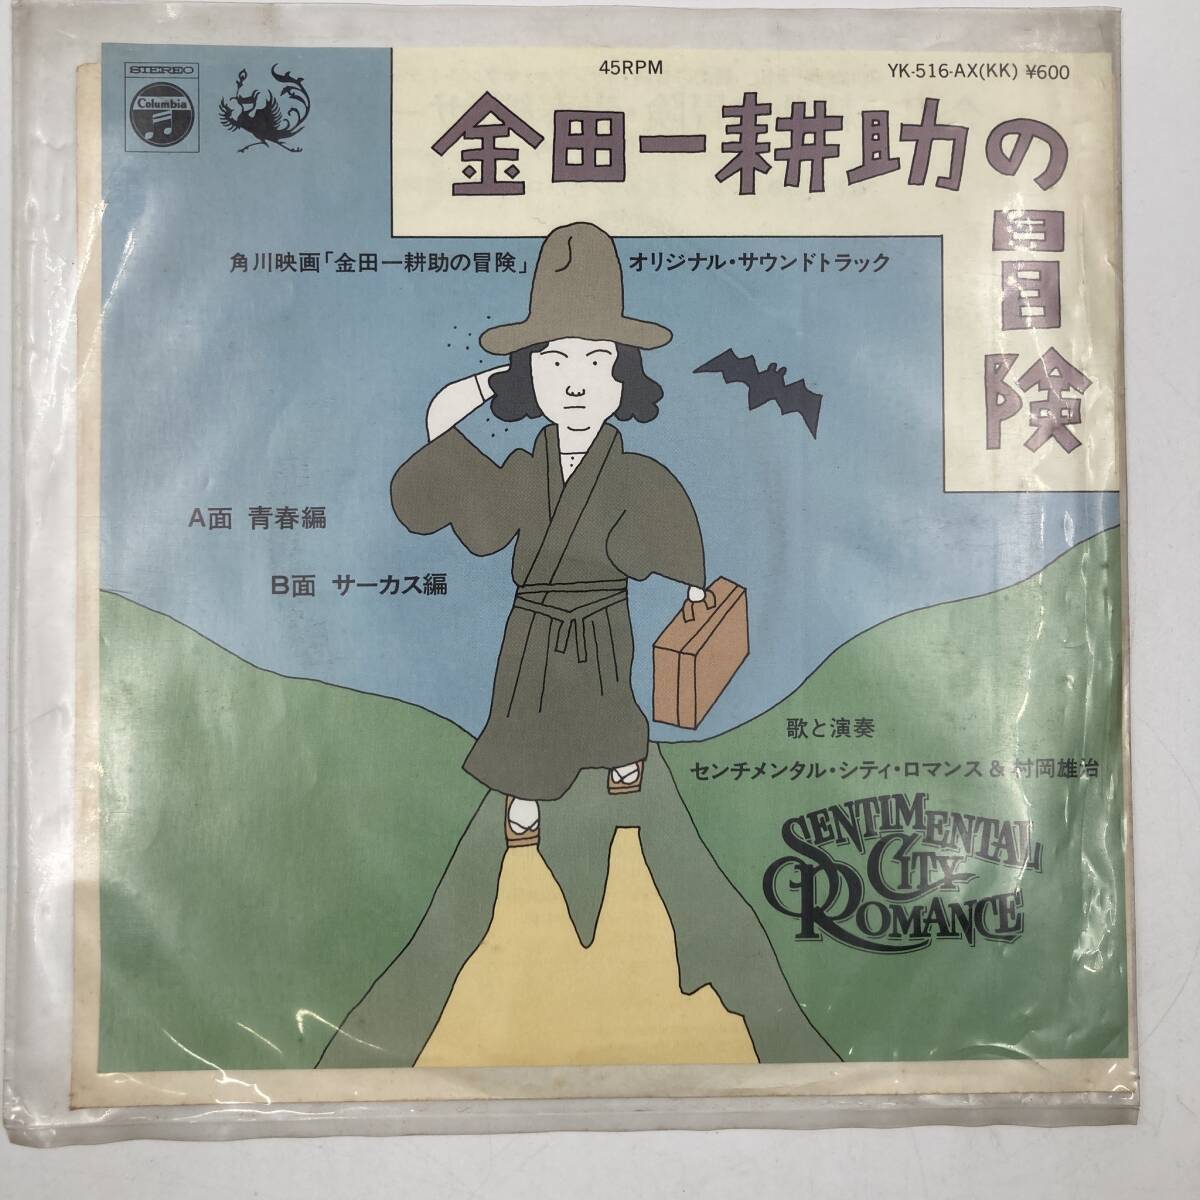 STEREO
Columbia
45RPM
YK-516-AX(KK) ¥600
金田一耕助の冒険
角川映画「金田一耕助の冒険」 オリジナル・サウンドトラック
A面 青春編
B面 サーカス編
歌と演奏
センチメンタル・シティ・ロマンス & 村岡雄治
SENTIMENTAL
CITY
ROMANCE